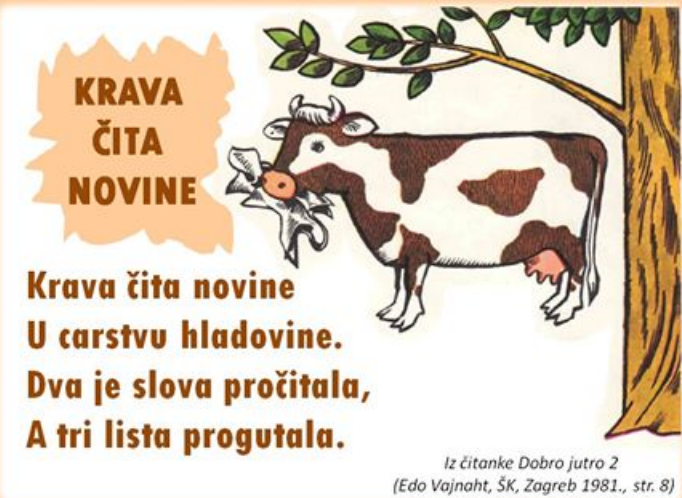 KRAVA
ČITA
NOVINE
Krava čita novine
U carstvu hladovine.
Dva je slova pročitala,
A tri lista progutala.
Iz čitanke Dobro jutro 2
(Edo Vajnaht, ŠK, Zagreb 1981., str. 8)